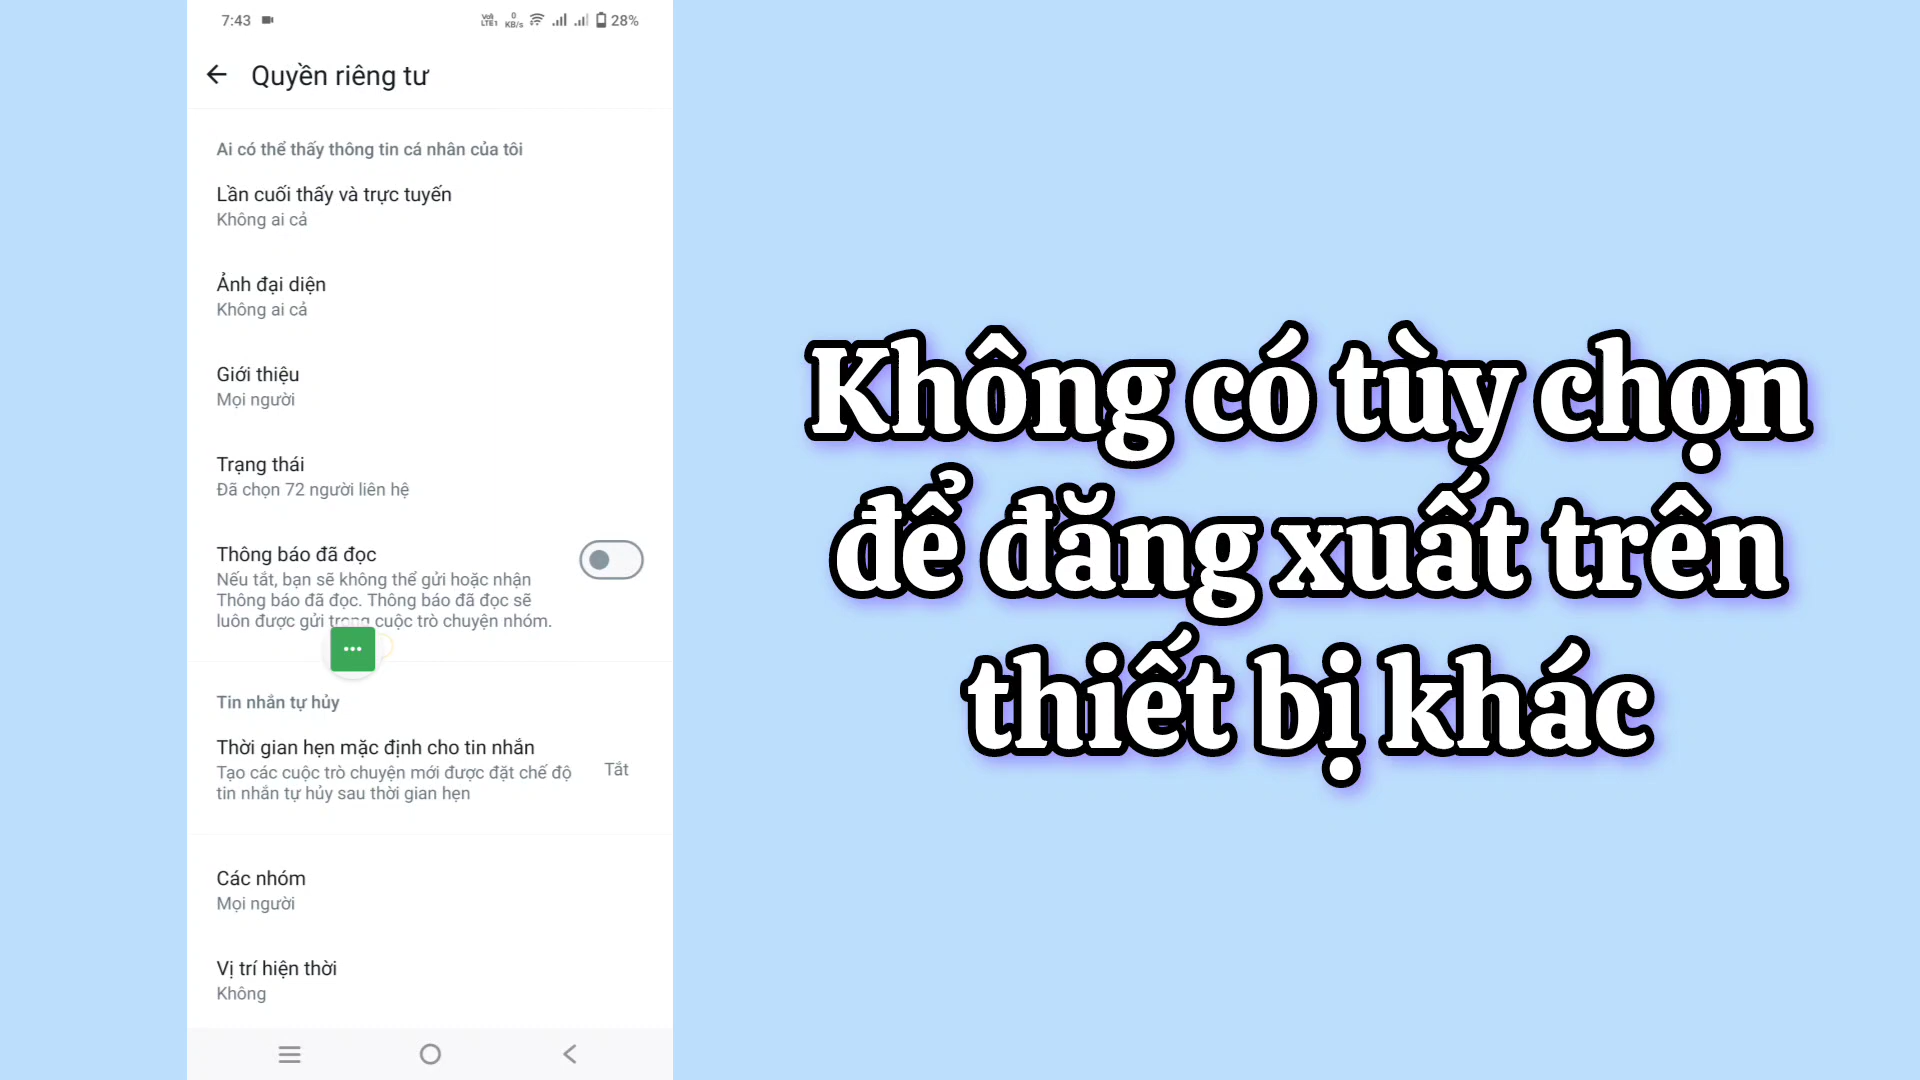 7:43
Vo) LTE1 0 KB/s 28%
Quyền riêng tư
Ai có thể thấy thông tin cá nhân của tôi
Lần cuối thấy và trực tuyến
Không ai cả
Ảnh đại diện
Không ai cả
Giới thiệu
Mọi người
Trạng thái
Đã chọn 72 người liên hệ
Thông báo đã đọc
Nếu tắt, bạn sẽ không thể gửi hoặc nhận
Thông báo đã đọc. Thông báo đã đọc sẽ
luôn được gửi trong cuộc trò chuyện nhóm.
Tin nhắn tự hủy
Thời gian hẹn mặc định cho tin nhắn
Tạo các cuộc trò chuyện mới được đặt chế độ
tin nhắn tự hủy sau thời gian hẹn
Tắt
Các nhóm
Mọi người
Vị trí hiện thời
Không
Không có tùy chọn
để đăng xuất trên
thiết bị khác